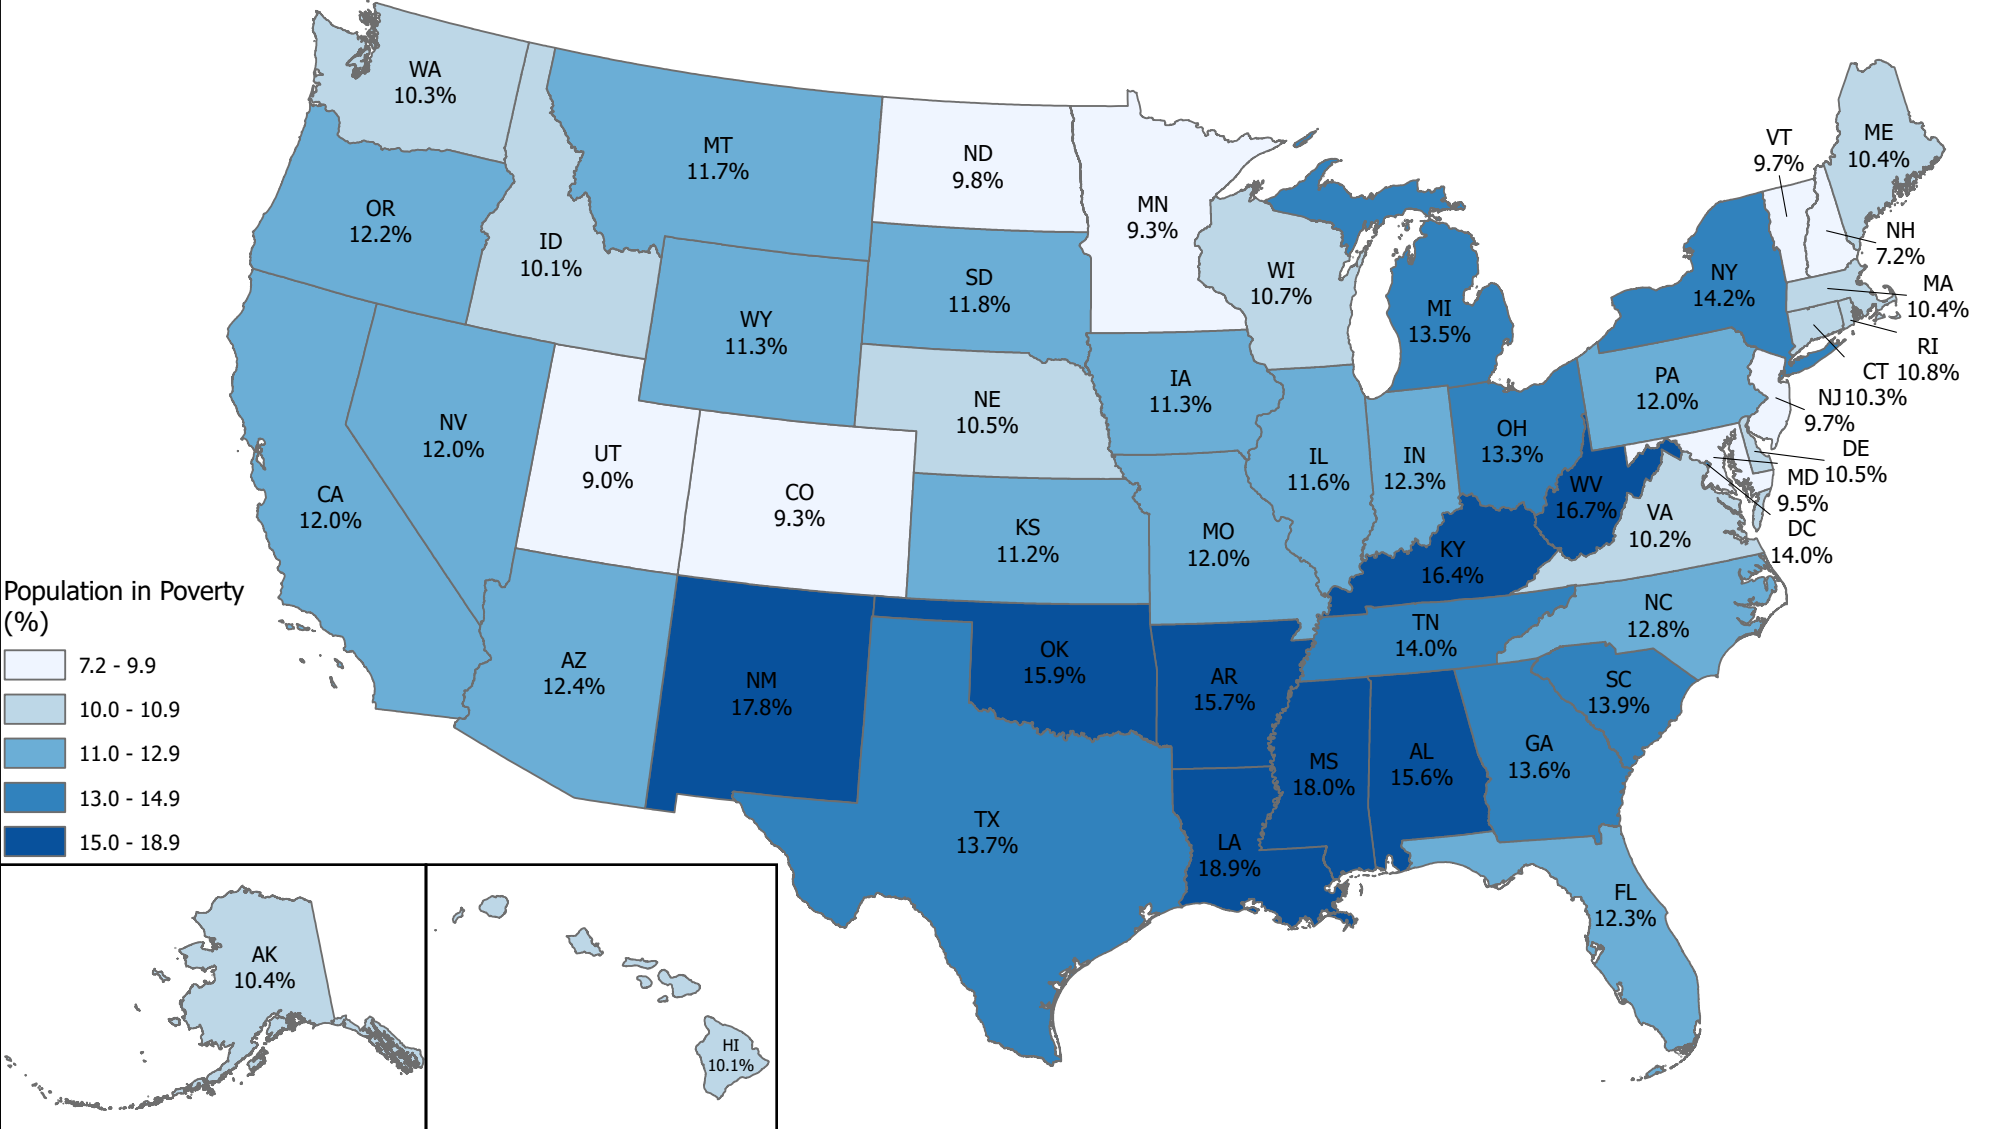 WA
10.3%
MT
11.7%
ND
9.8%
MN
9.3%
VT
9.7%
ME
10.4%
OR
12.2%
ID
10.1%
SD
11.8%
WI
10.7%
NH
7.2%
NY
14.2%
MA
10.4%
WY
11.3%
MI
13.5%
RI
10.8%
CT
10.3%
NJ
9.7%
PA
12.0%
IA
11.3%
NE
10.5%
NV
12.0%
UT
9.0%
CO
9.3%
IL
11.6%
IN
12.3%
OH
13.3%
DE
10.5%
MD
9.5%
DC
14.0%
WV
16.7%
VA
10.2%
CA
12.0%
KS
11.2%
MO
12.0%
KY
16.4%
NC
12.8%
TN
14.0%
AZ
12.4%
NM
17.8%
OK
15.9%
AR
15.7%
SC
13.9%
MS
18.0%
AL
15.6%
GA
13.6%
TX
13.7%
LA
18.9%
FL
12.3%
Population in Poverty
(%)
7.2 - 9.9
10.0 - 10.9
11.0 - 12.9
13.0 - 14.9
15.0 - 18.9
AK
10.4%
HI
10.1%